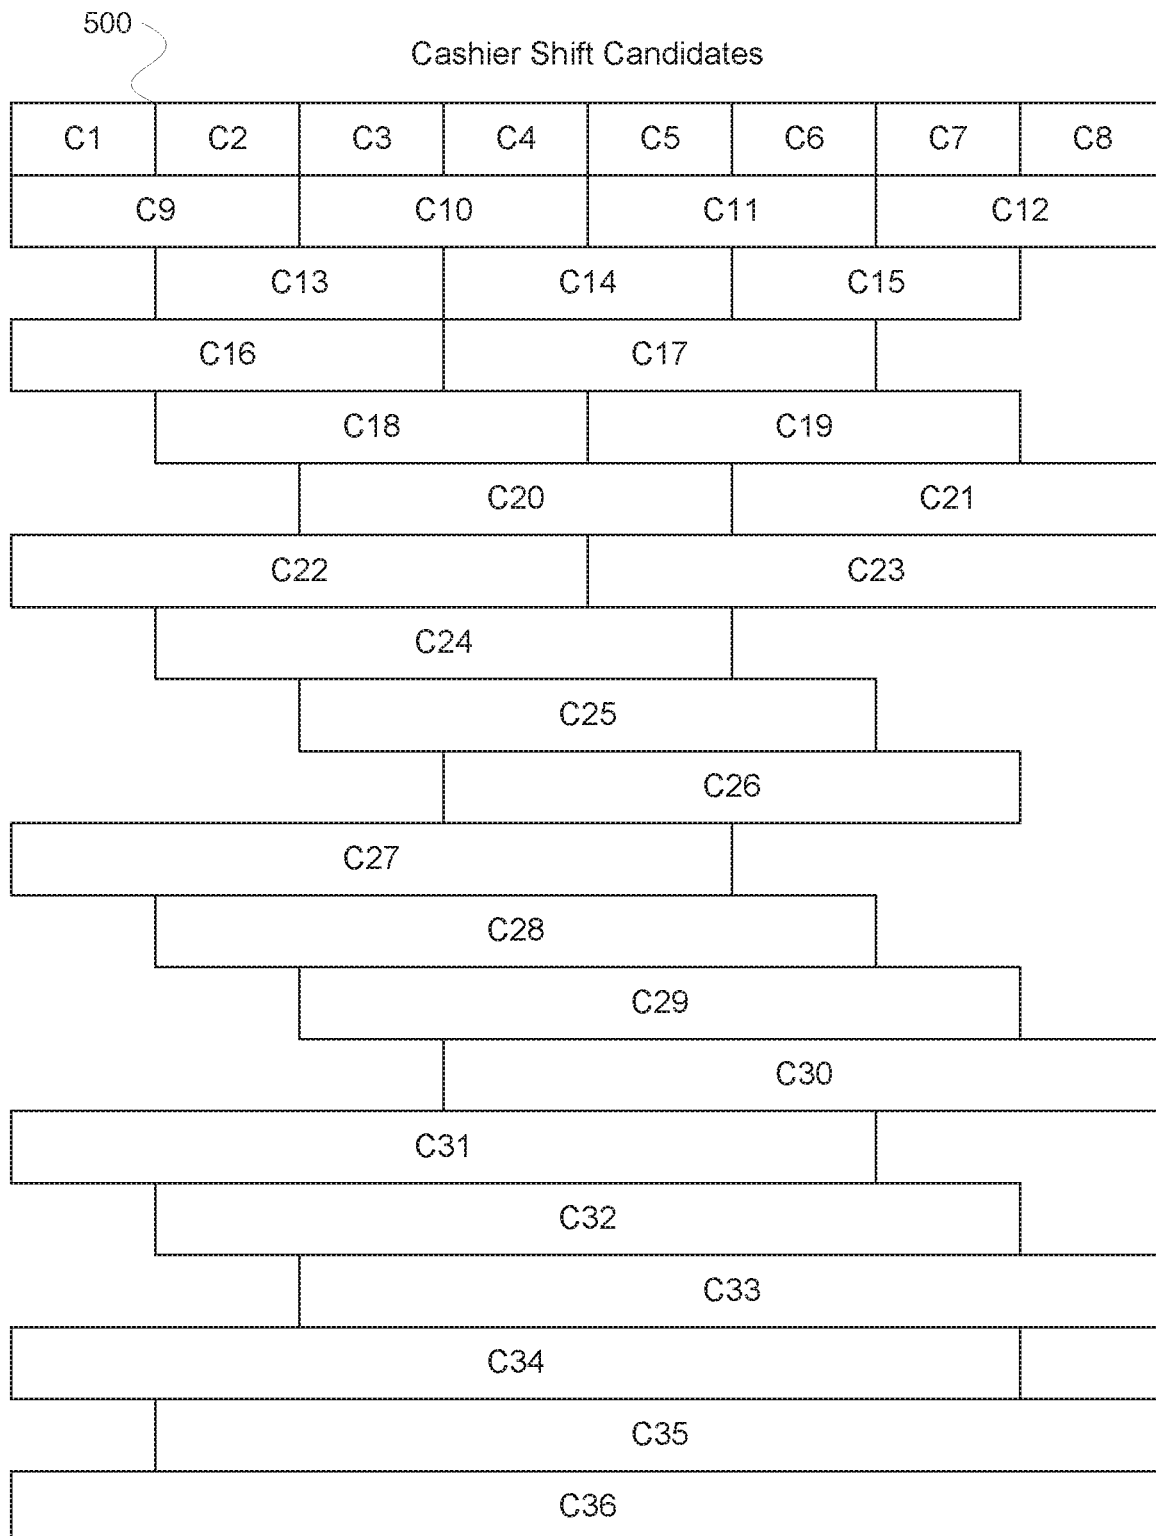 500
Cashier Shift Candidates
C1 C2 C3 C4 C5 C6 C7 C8
C9 C10 C11 C12
C13 C14 C15
C16 C17
C18 C19
C20 C21
C22 C23
C24
C25
C26
C27
C28
C29
C30
C31
C32
C33
C34
C35
C36